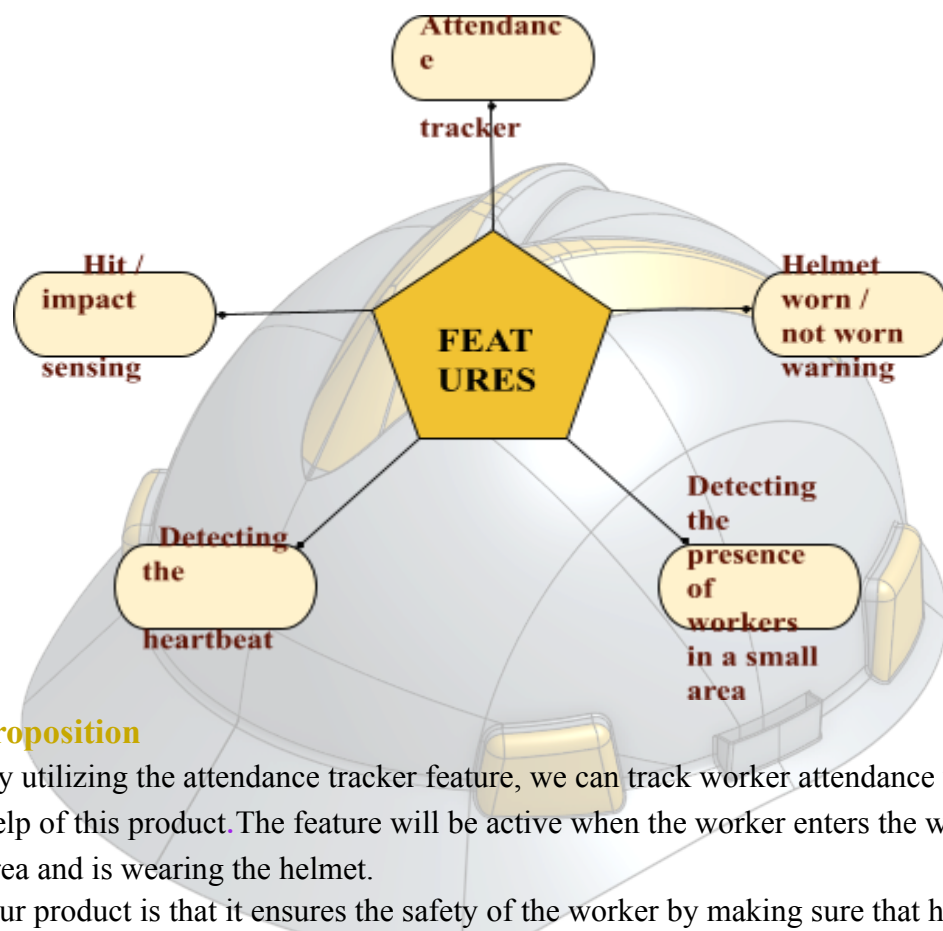 Attendanc
e
tracker
Hit /
impact
sensing
Helmet
worn /
not worn
warning
FEAT
URES
Detecting
the
heartbeat
Detecting
the
presence
of
workers
in a small
area
roposition
y utilizing the attendance tracker feature, we can track worker attendance
elp of this product.The feature will be active when the worker enters the w
rea and is wearing the helmet.
ur product is that it ensures the safety of the worker by making sure that h